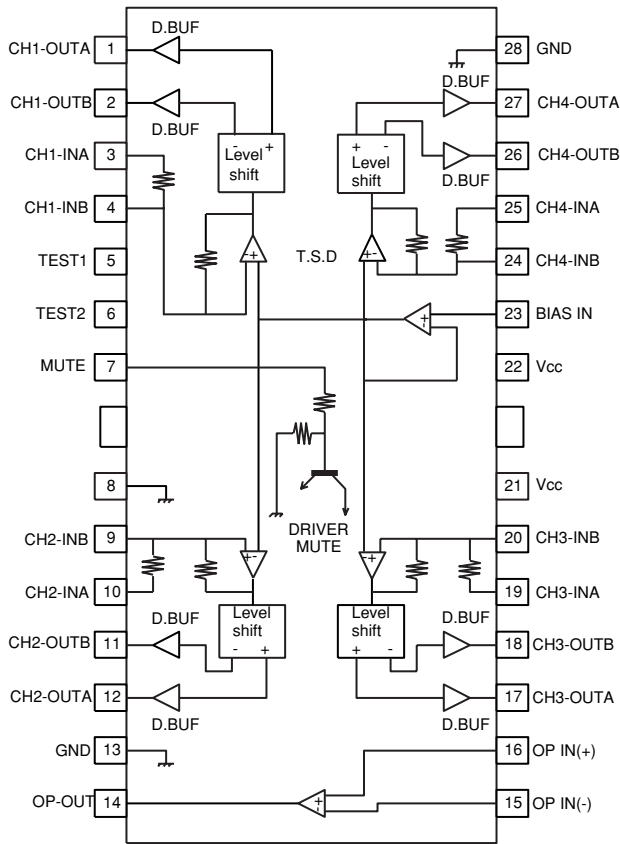 D.BUF
CH1-OUTA 1
28 GND
D.BUF
CH1-OUTB 2
27 CH4-OUTA
D.BUF
- +
Level
shift
+ -
Level
shift
CH1-INA 3
26 CH4-OUTB
D.BUF
CH1-INB 4
25 CH4-INA
TEST1 5
- +
T.S.D
+ -
24 CH4-INB
TEST2 6
+
-
23 BIAS IN
MUTE 7
22 Vcc
8
21 Vcc
DRIVER
MUTE
CH2-INB 9
+ -
+ -
20 CH3-INB
CH2-INA 10
19 CH3-INA
D.BUF
Level
shift
- +
Level
shift
+ -
D.BUF
CH2-OUTB 11
18 CH3-OUTB
CH2-OUTA 12
17 CH3-OUTA
D.BUF
D.BUF
GND 13
16 OP IN(+)
OP-OUT 14
+
-
15 OP IN(-)